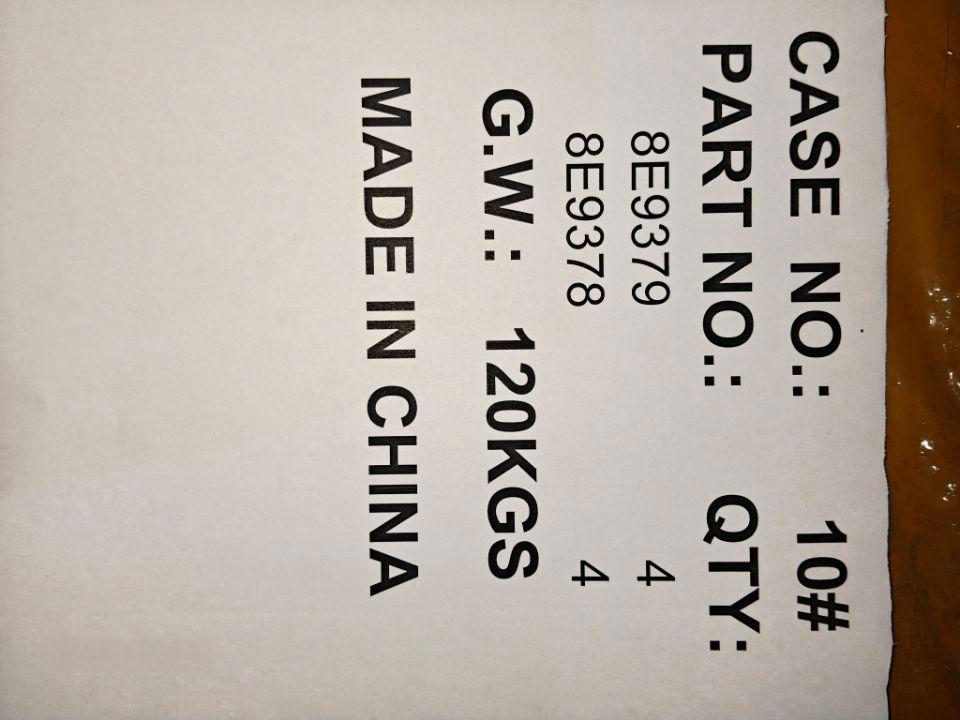 CASE NO.: 10#
PART NO.: QTY:
8E9379 4
8E9378 4
G.W.: 120KGS
MADE IN CHINA